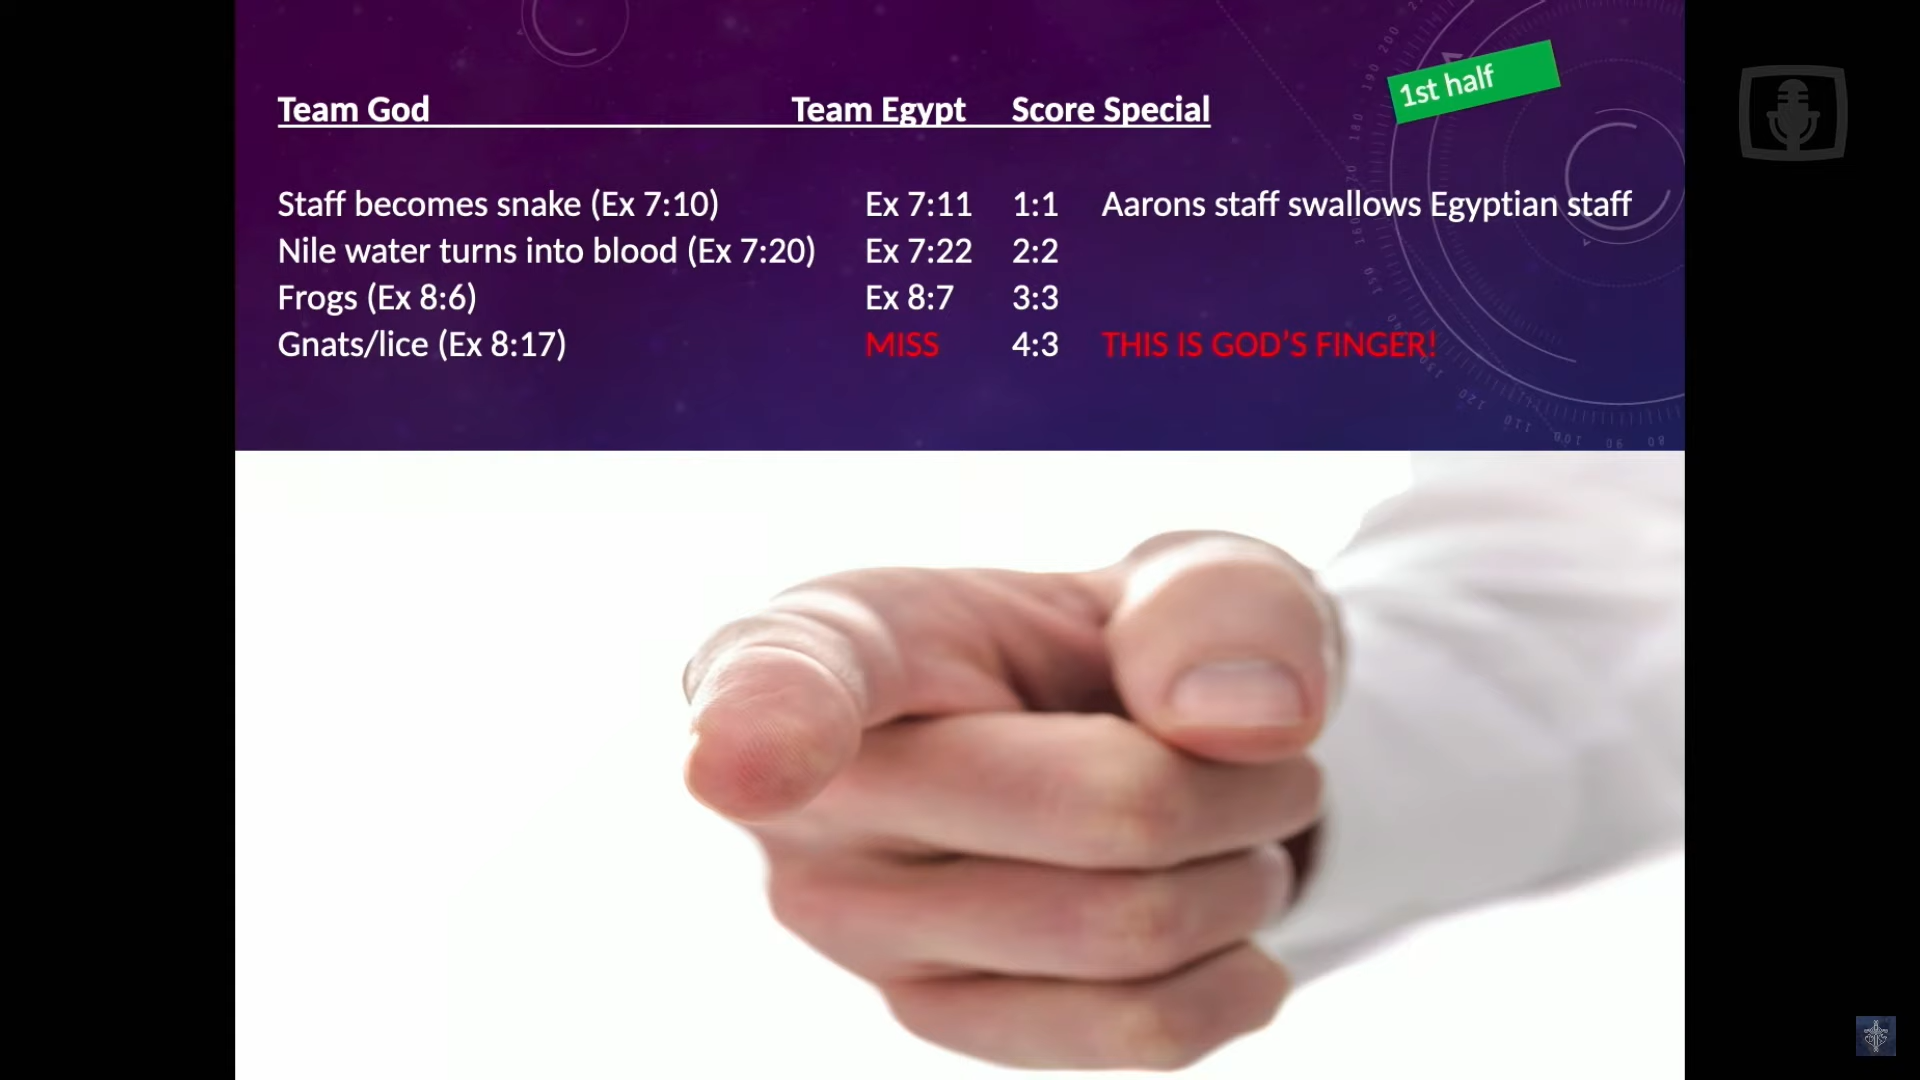 1st half
Team God Team Egypt Score Special
Staff becomes snake (Ex 7:10) Ex 7:11 1:1 Aarons staff swallows Egyptian staff
Nile water turns into blood (Ex 7:20) Ex 7:22 2:2
Frogs (Ex 8:6) Ex 8:7 3:3
Gnats/lice (Ex 8:17) MISS 4:3 THIS IS GOD'S FINGER!